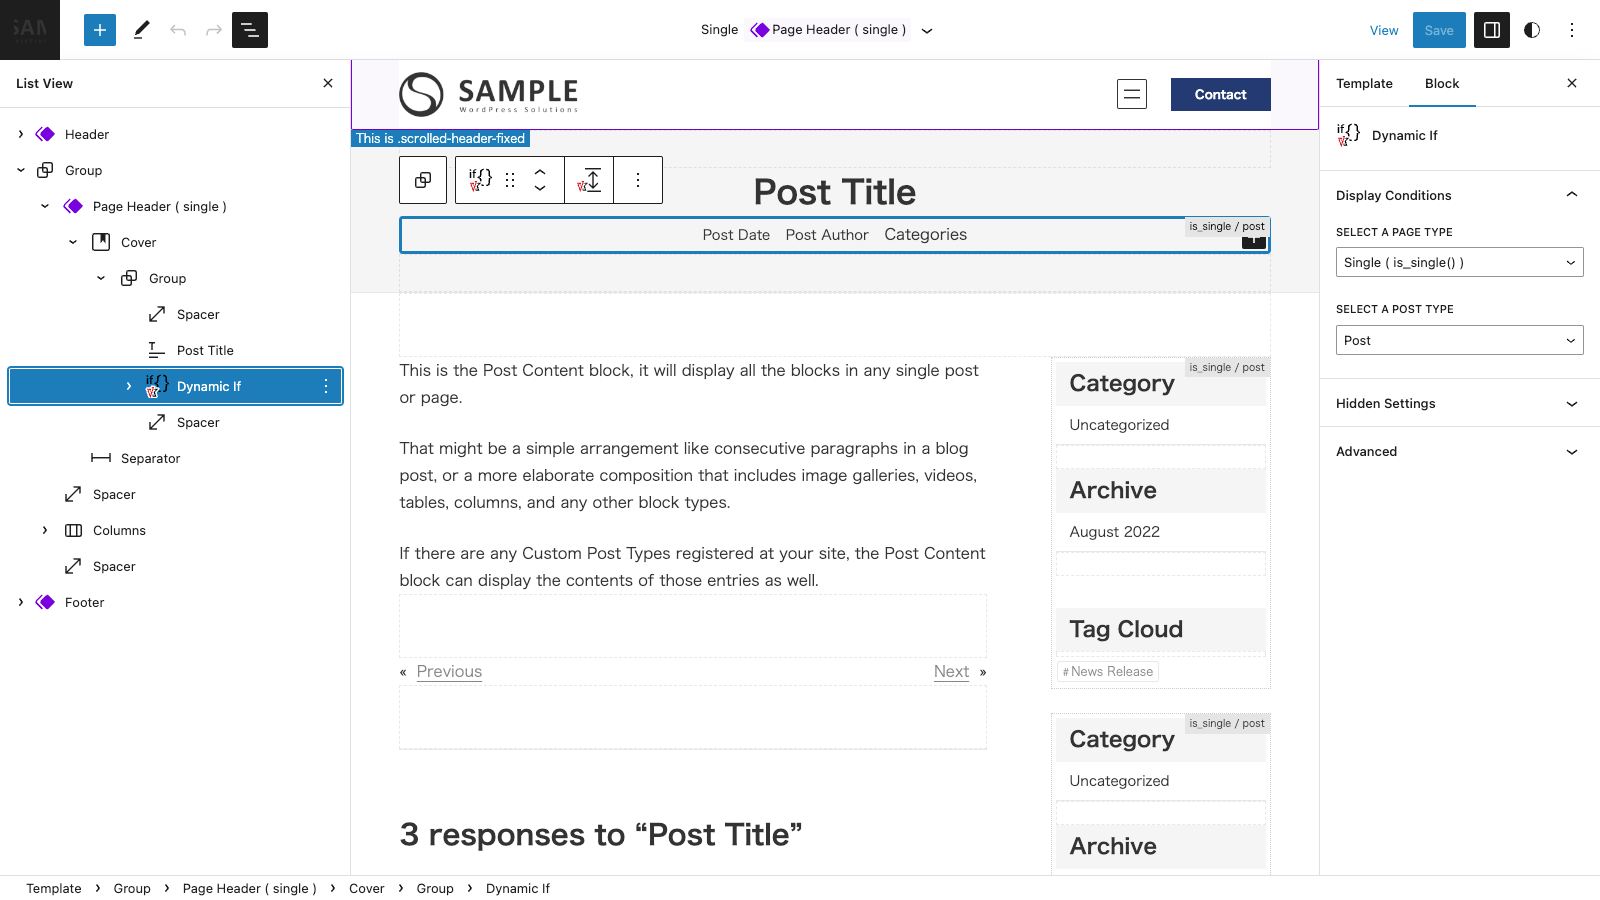 Single Page Header ( single )
View
Save
List View
Header
Group
Page Header ( single )
Cover
Group
Spacer
Post Title
if{}
Dynamic If
Spacer
Separator
Spacer
Columns
Spacer
Footer
SAMPLE
WordPress Solutions
Contact
This is .scrolled-header-fixed
if{}
Post Title
is_single / post
Post Date Post Author Categories
This is the Post Content block, it will display all the blocks in any single post
or page.
That might be a simple arrangement like consecutive paragraphs in a blog
post, or a more elaborate composition that includes image galleries, videos,
tables, columns, and any other block types.
If there are any Custom Post Types registered at your site, the Post Content
block can display the contents of those entries as well.
« Previous
Next »
3 responses to “Post Title”
is_single / post
Category
Uncategorized
Archive
August 2022
Tag Cloud
# News Release
is_single / post
Category
Uncategorized
Archive
Template Block
if{} Dynamic If
Display Conditions
SELECT A PAGE TYPE
Single ( is_single() )
SELECT A POST TYPE
Post
Hidden Settings
Advanced
Template › Group › Page Header ( single ) › Cover › Group › Dynamic If